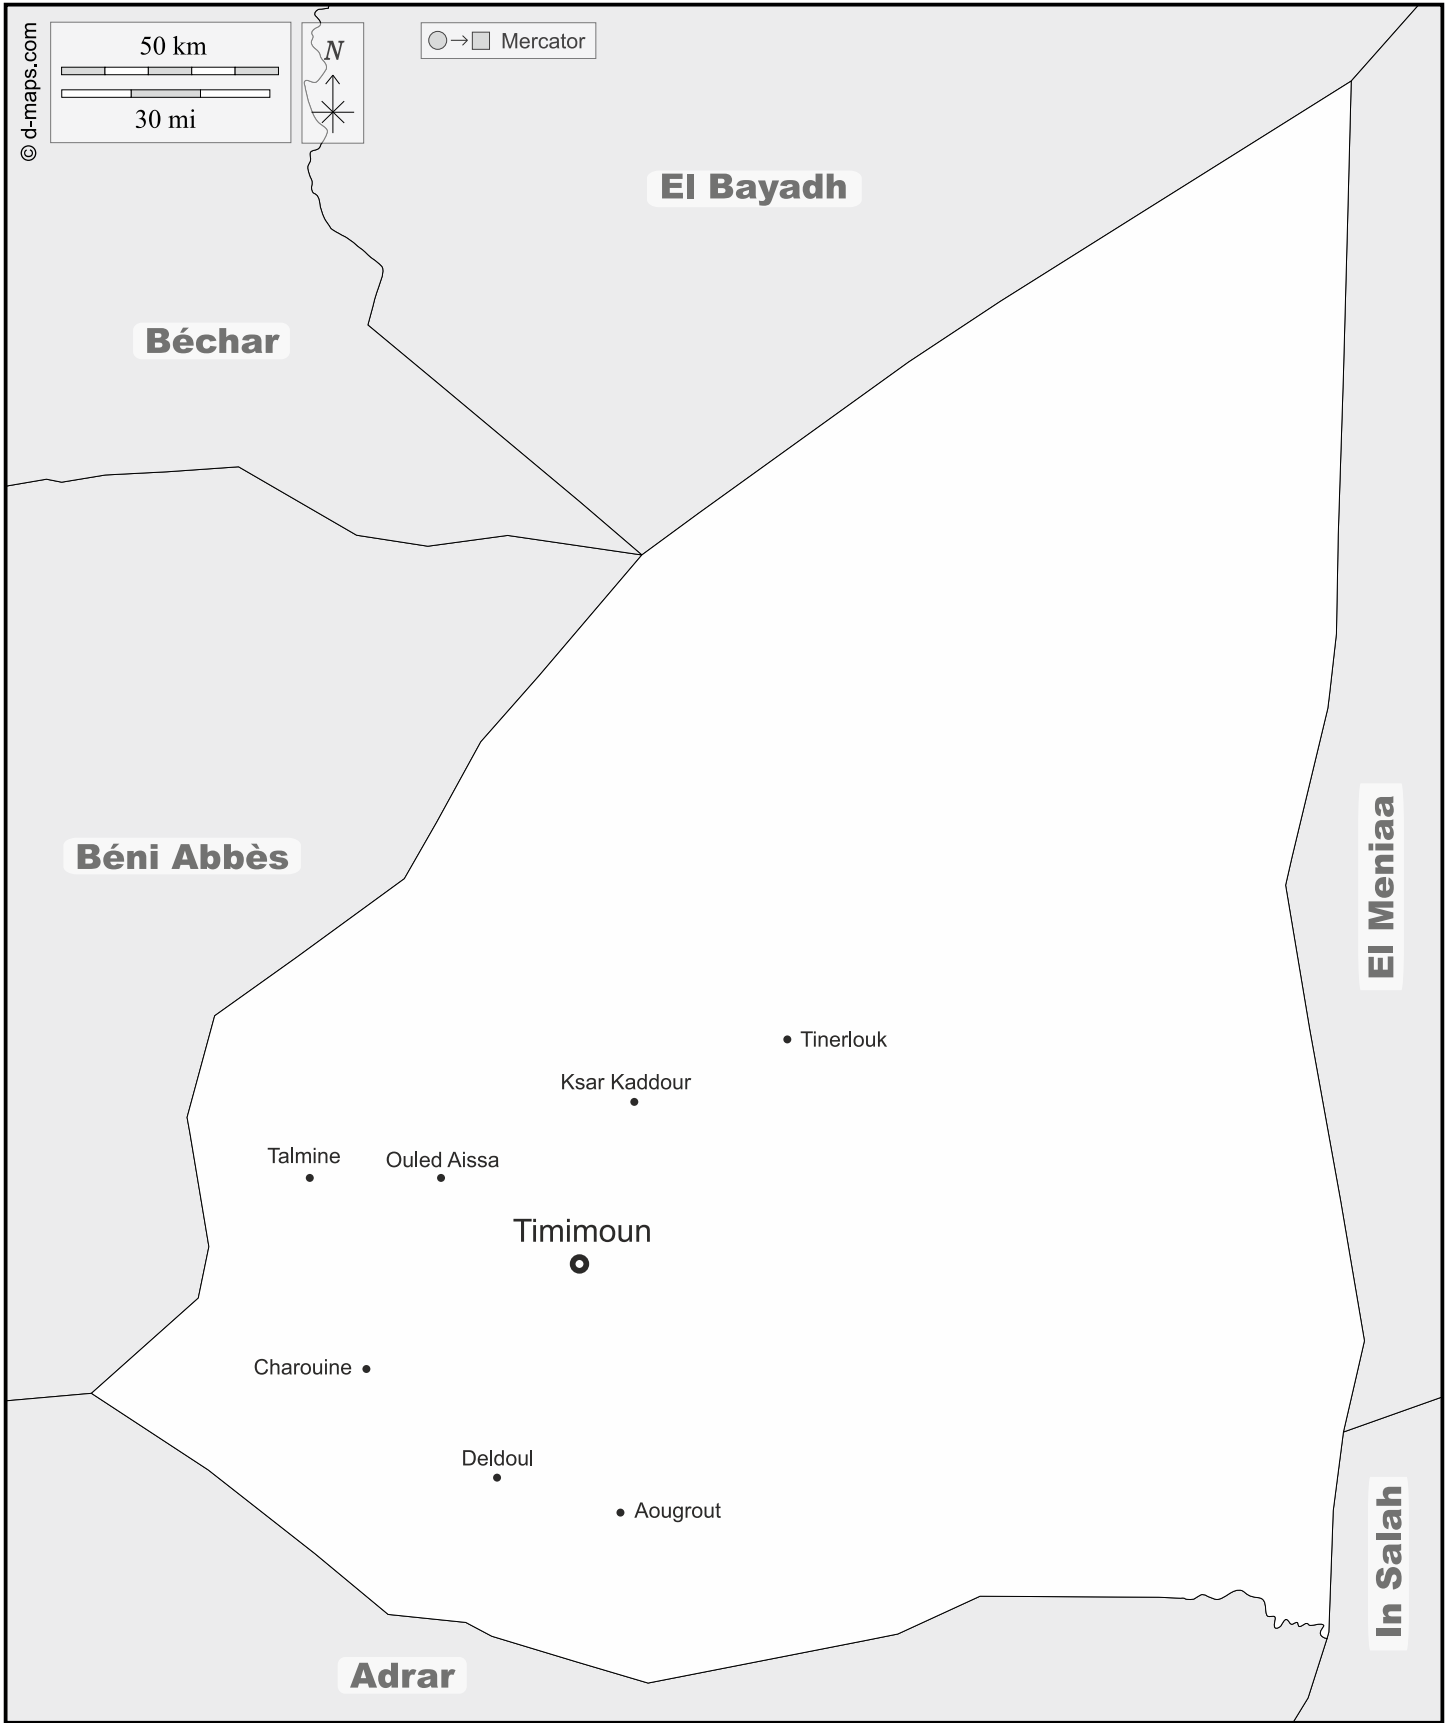 © d-maps.com
50 km
30 mi
N
Mercator
El Bayadh
Béchar
Béni Abbès
El Meniaa
Tinerlouk
Ksar Kaddour
Talmine
Ouled Aissa
Timimoun
Charouine
Deldoul
Aougrout
In Salah
Adrar